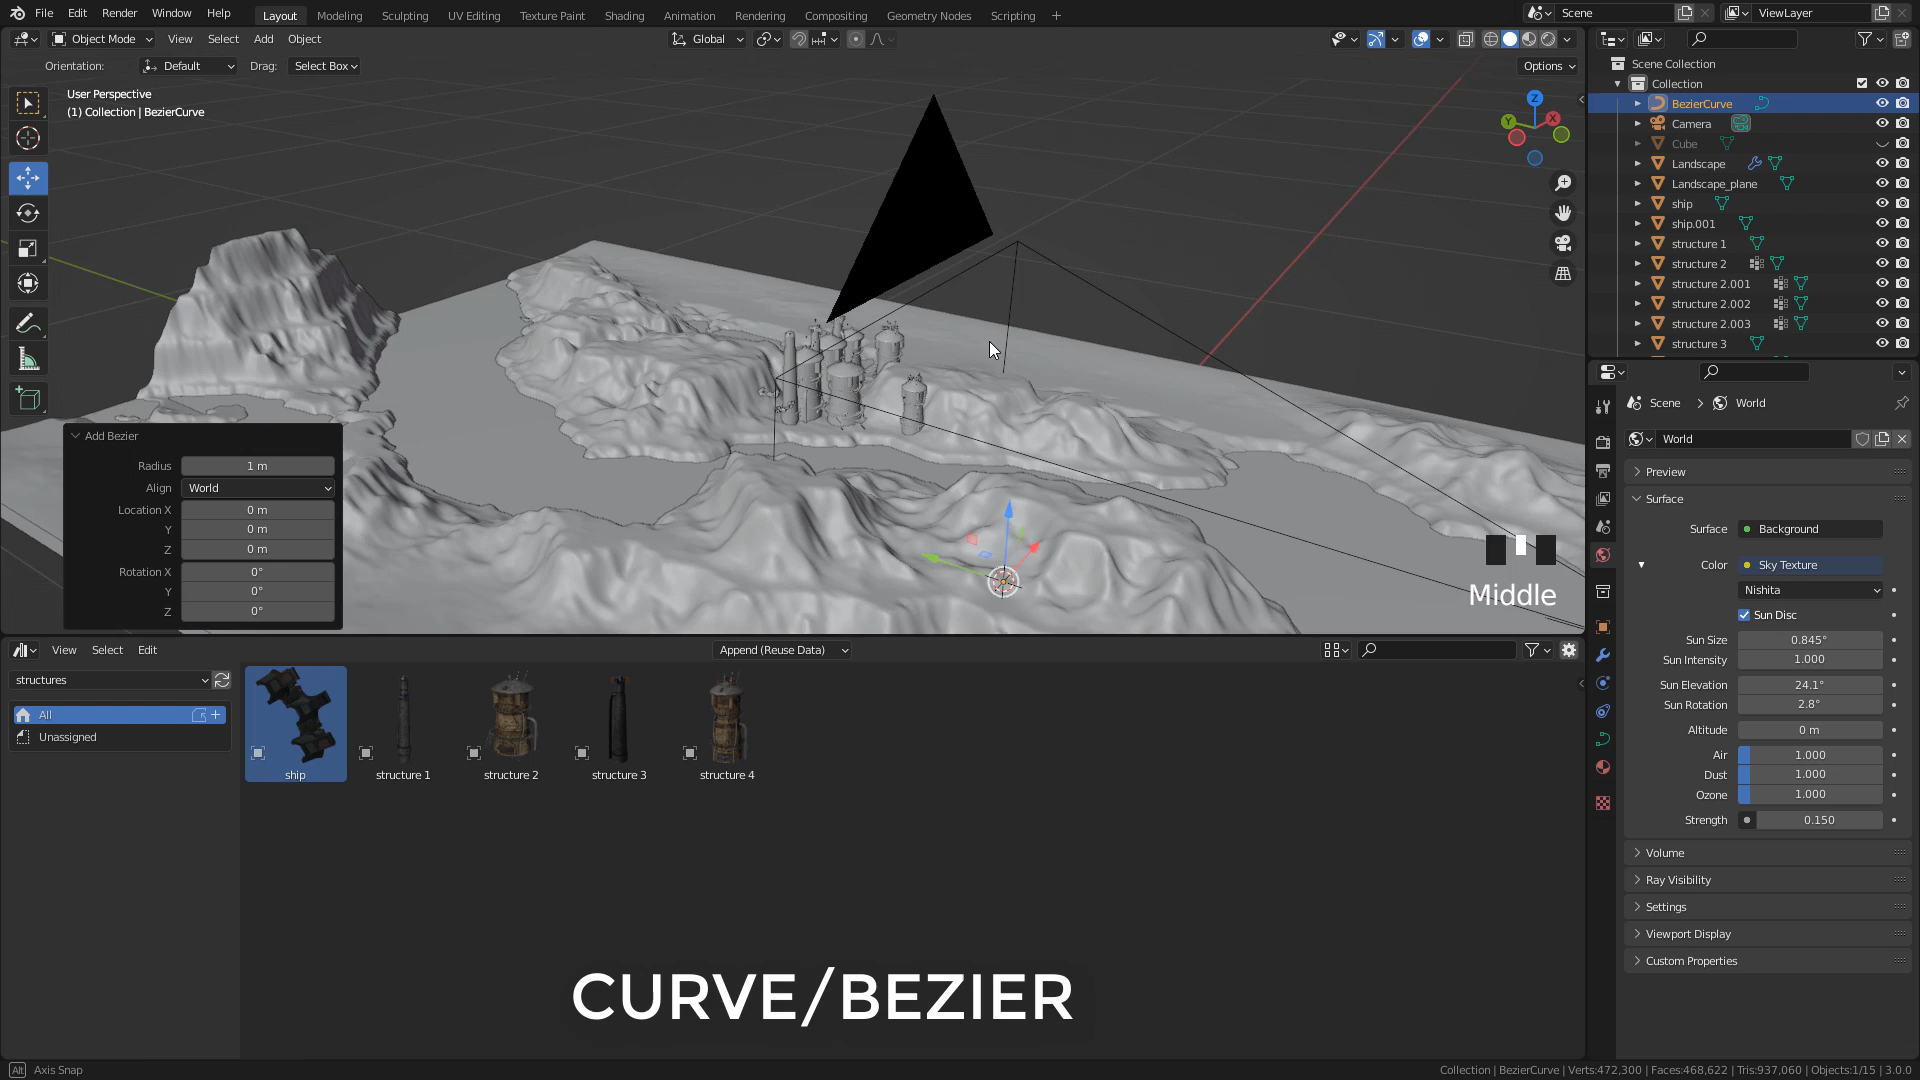 File Edit Render Window Help
Layout Modeling Sculpting UV Editing Texture Paint Shading Animation Rendering Compositing Geometry Nodes Scripting +
Scene
ViewLayer
Object Mode View Select Add Object
Global
Orientation: Default Drag: Select Box
Options
User Perspective
(1) Collection | BezierCurve
Z
Y
X
Scene Collection
Collection
BezierCurve
Camera
Cube
Landscape
Landscape_plane
ship
ship.001
structure 1
structure 2
structure 2.001
structure 2.002
structure 2.003
structure 3
Add Bezier
Radius 1 m
Align World
Location X 0 m
Y 0 m
Z 0 m
Rotation X 0°
Y 0°
Z 0°
Middle
Scene > World
World
Preview
Surface
Surface Background
Color Sky Texture
Nishita
Sun Disc
Sun Size 0.845°
Sun Intensity 1.000
Sun Elevation 24.1°
Sun Rotation 2.8°
Altitude 0 m
Air 1.000
Dust 1.000
Ozone 1.000
Strength 0.150
Volume
Ray Visibility
Settings
Viewport Display
Custom Properties
View Select Edit
Append (Reuse Data)
structures
All
Unassigned
ship
structure 1
structure 2
structure 3
structure 4
CURVE/BEZIER
Alt Axis Snap
Collection | BezierCurve | Verts:472,300 | Faces:468,622 | Tris:937,060 | Objects:1/15 | 3.0.0